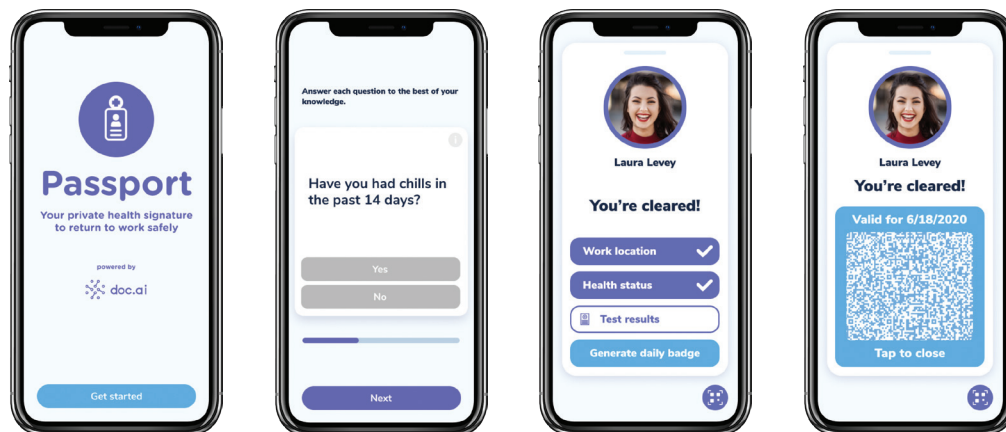 Passport
Your private health signature
to return to work safely
powered by
doc.ai
Get started
Answer each question to the best of your
knowledge.
Have you had chills in
the past 14 days?
Yes
No
Next
Laura Levey
You're cleared!
Work location
Health status
Test results
Generate daily badge
Laura Levey
You're cleared!
Valid for 6/18/2020
Tap to close